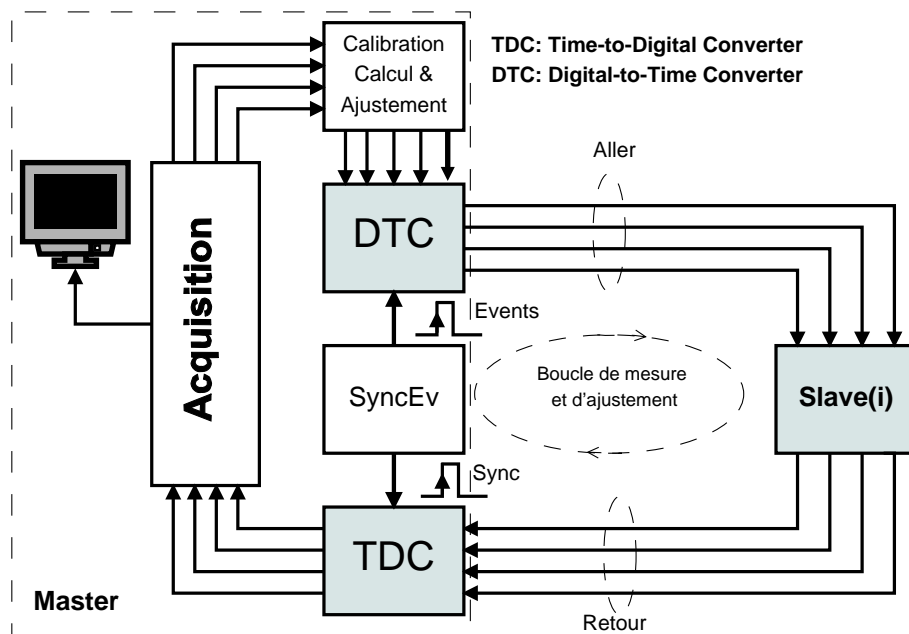 Calibration
Calcul &
Ajustement
TDC: Time-to-Digital Converter
DTC: Digital-to-Time Converter
Aller
DTC
Events
Acquisition
SyncEv
Boucle de mesure
et d'ajustement
Slave(i)
Sync
TDC
Master
Retour